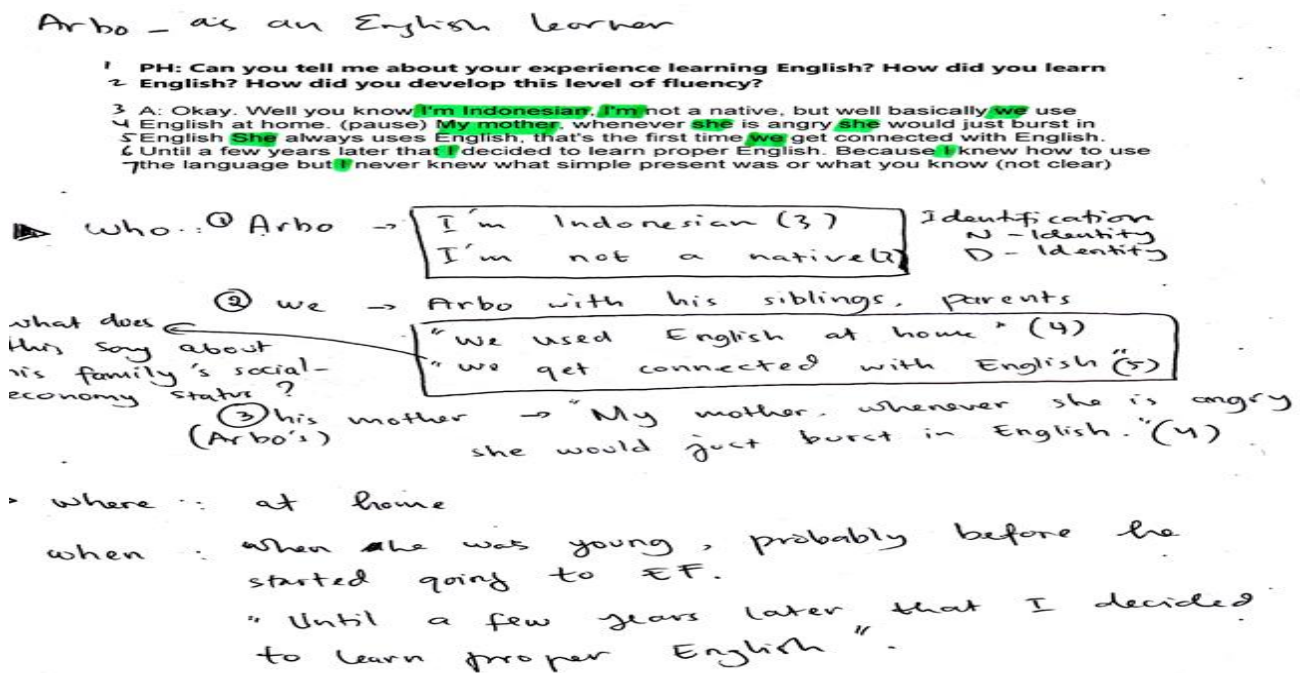 Arbo - as an English learner
1 PH: Can you tell me about your experience learning English? How did you learn
2 English? How did you develop this level of fluency?
3 A: Okay. Well you know I'm Indonesian, I'm not a native, but well basically we use
4 English at home. (pause) My mother, whenever she is angry she would just burst in
5 English She always uses English, that's the first time we get connected with English.
6 Until a few years later that I decided to learn proper English. Because I knew how to use
7 the language but I never knew what simple present was or what you know (not clear)
who : ① Arbo → I'm Indonesian (3) Identification
I'm not a native (3) N - Identity
D - Identity
② we → Arbo with his siblings, parents
what does this say about his family's social-economy status?
"we used English at home" (4)
"we get connected with English" (5)
③ his mother → "My mother. whenever she is angry
(Arbo's) she would just burst in English." (4)
where : at home
when : when he was young, probably before he
started going to EF.
"Until a few years later that I decided
to learn proper English".